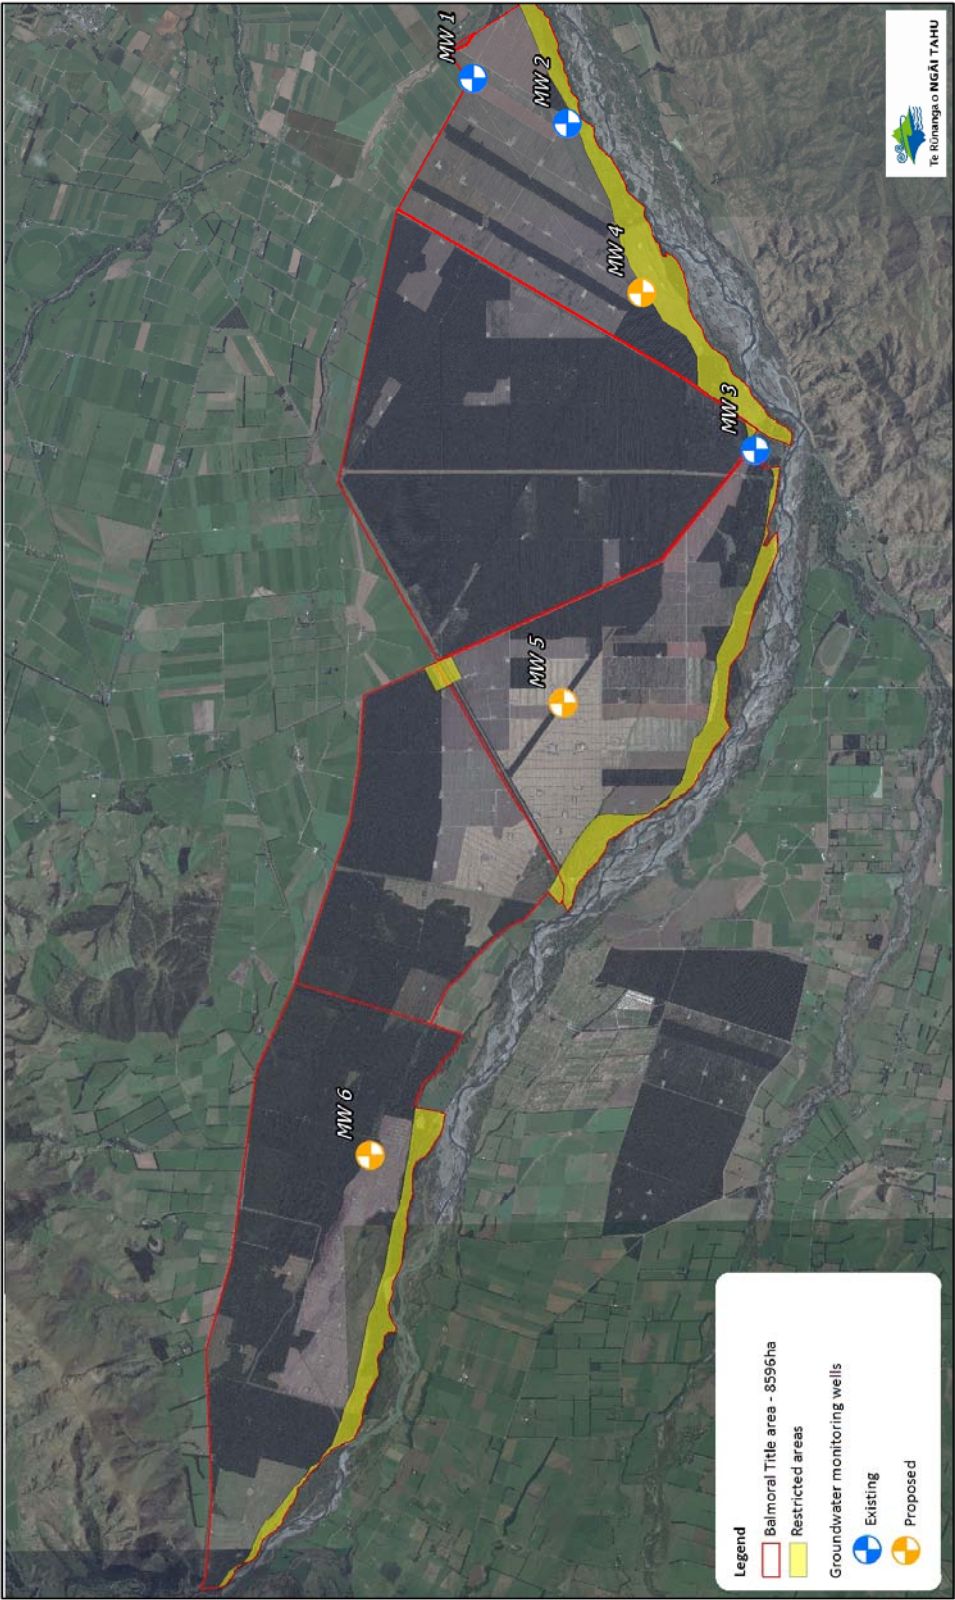 MW 1
MW 2
MW 4
MW 3
MW 5
MW 6
Te Rūnanga o NGĀI TAHU
Legend
Balmoral Title area - 8596ha
Restricted areas
Groundwater monitoring wells
Existing
Proposed